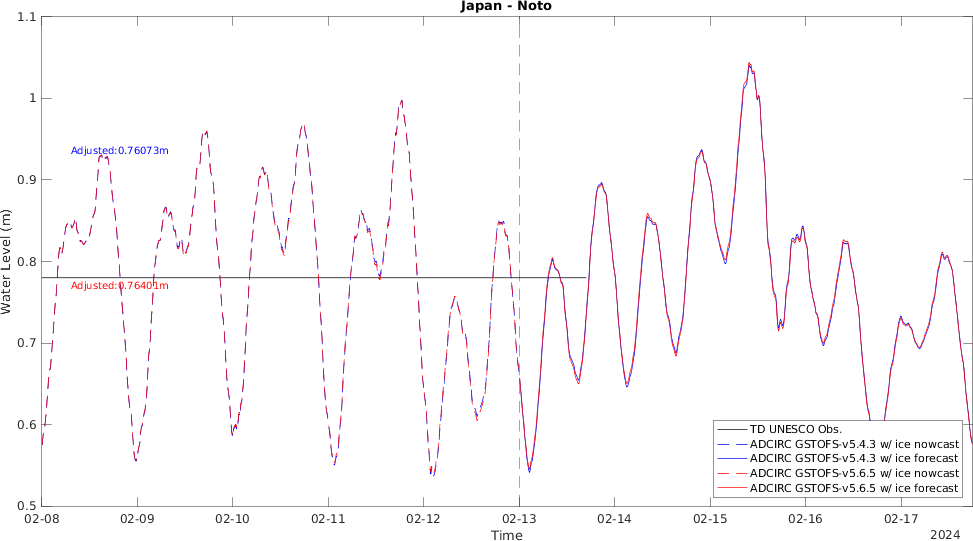 Japan - Noto
1.1
1
0.9
0.8
0.7
0.6
0.5
Water Level (m)
Adjusted:0.76073m
Adjusted:0.76401m
TD UNESCO Obs.
ADCIRC GSTOFS-v5.4.3 w/ ice nowcast
ADCIRC GSTOFS-v5.4.3 w/ ice forecast
ADCIRC GSTOFS-v5.6.5 w/ ice nowcast
ADCIRC GSTOFS-v5.6.5 w/ ice forecast
02-08 02-09 02-10 02-11 02-12 02-13 02-14 02-15 02-16 02-17
Time
2024